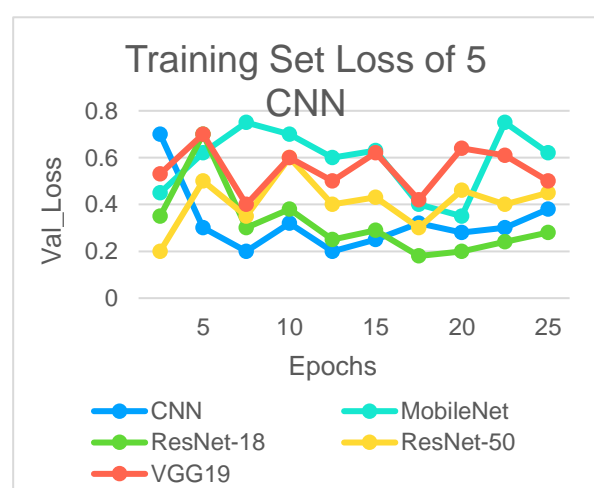 Training Set Loss of 5
CNN
0.8
0.6
0.4
0.2
0
Val_Loss
5 10 15 20 25
Epochs
CNN MobileNet
ResNet-18 ResNet-50
VGG19